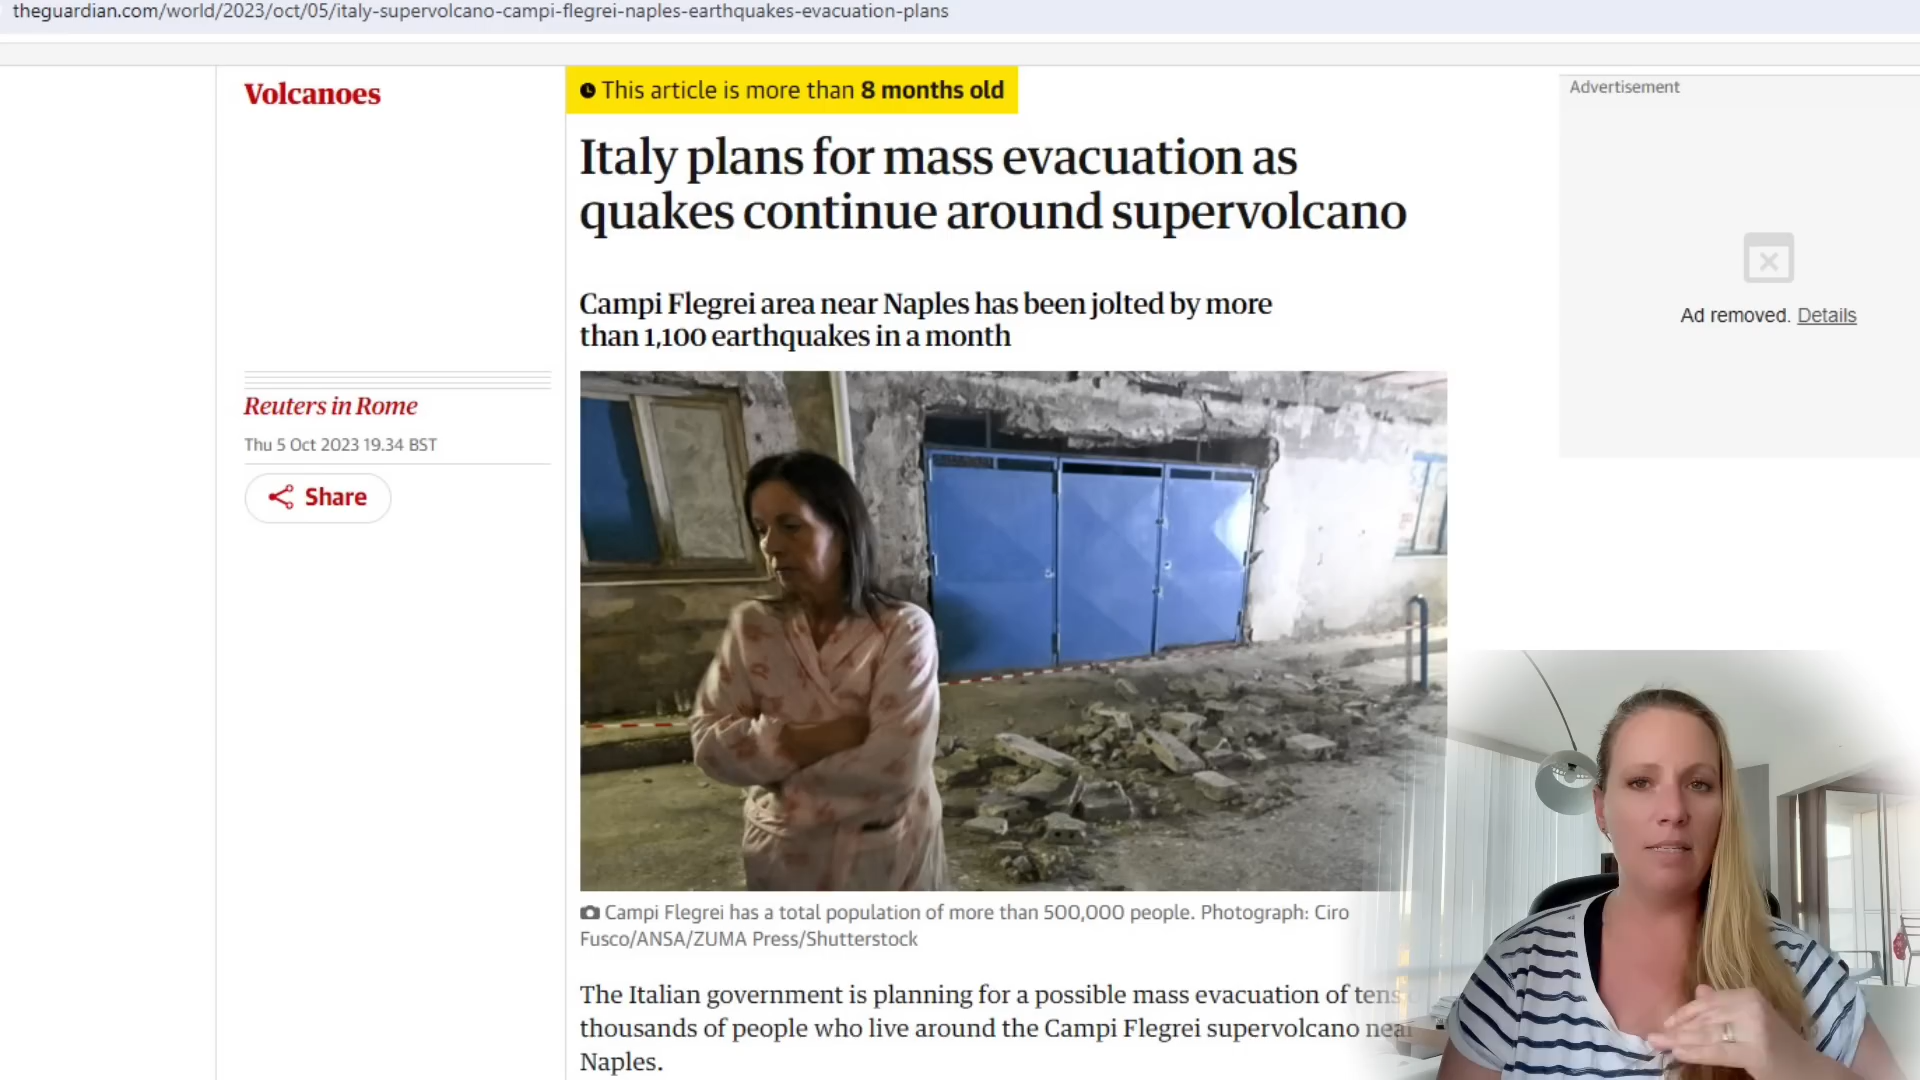 theguardian.com/world/2023/oct/05/italy-supervolcano-campi-flegrei-naples-earthquakes-evacuation-plans
Volcanoes
This article is more than 8 months old
Advertisement
Italy plans for mass evacuation as
quakes continue around supervolcano
Campi Flegrei area near Naples has been jolted by more
than 1,100 earthquakes in a month
Ad removed. Details
Reuters in Rome
Thu 5 Oct 2023 19.34 BST
Share
Campi Flegrei has a total population of more than 500,000 people. Photograph: Ciro
Fusco/ANSA/ZUMA Press/Shutterstock
The Italian government is planning for a possible mass evacuation of tens
thousands of people who live around the Campi Flegrei supervolcano near
Naples.